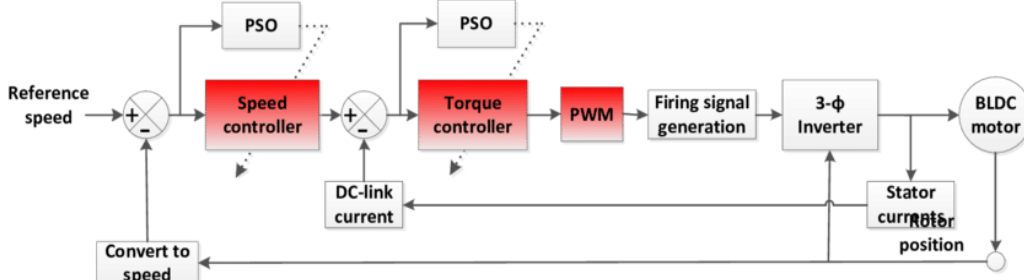 PSO
PSO
Reference
speed
+
-
Speed
controller
+
-
Torque
controller
PWM
Firing signal
generation
3-ϕ
Inverter
BLDC
motor
DC-link
current
Stator
currents
Rotor
position
Convert to
speed